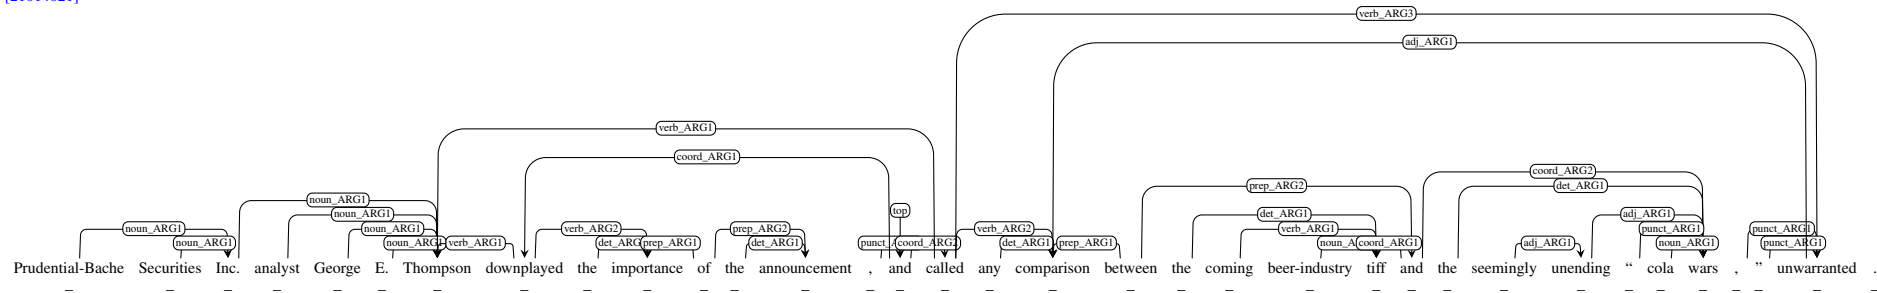 verb_ARG3
adj_ARG1
verb_ARG1
coord_ARG1
coord_ARG2
prep_ARG2 det_ARG1
noun_ARG1
top
noun_ARG1 det_ARG1 adj_ARG1
noun_ARG1 noun_ARG1 verb_ARG2 prep_ARG2 verb_ARG2 verb_ARG1 punct_ARG1 punct_ARG1
noun_ARG1 noun_ARG1 verb_ARG1 det_ARG prep_ARG1 det_ARG1 punct_A coord_ARG2 det_ARG1 prep_ARG1 noun_A coord_ARG1 adj_ARG1 noun_ARG1 punct_ARG1
Prudential-Bache Securities Inc. analyst George E. Thompson downplayed the importance of the announcement , and called any comparison between the coming beer-industry tiff and the seemingly unending “ cola wars , ” unwarranted .